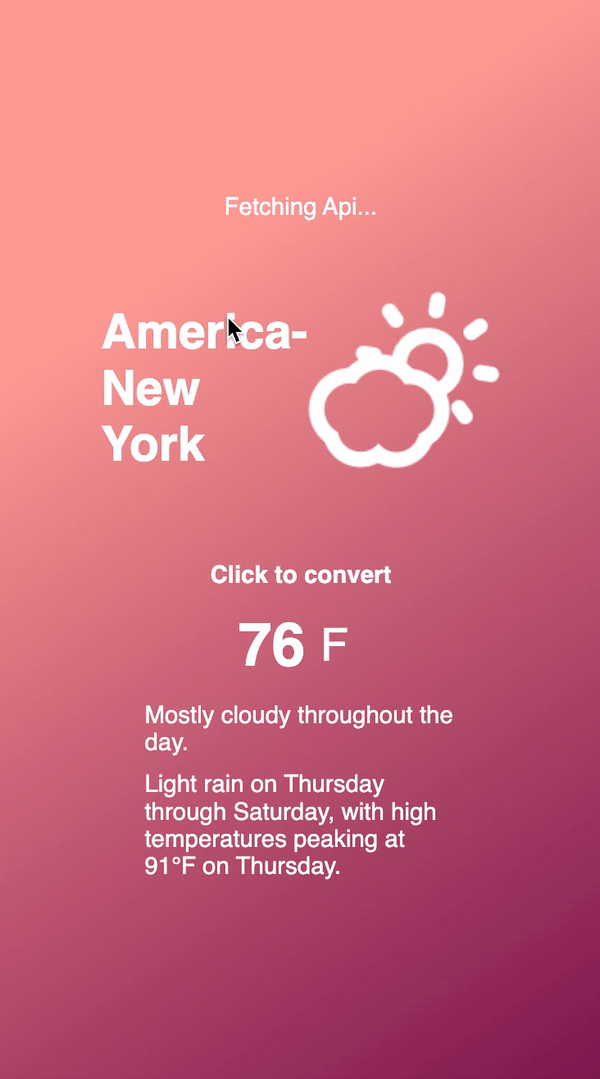 Fetching Api...
America-
New
York
Click to convert
76 F
Mostly cloudy throughout the
day.
Light rain on Thursday
through Saturday, with high
temperatures peaking at
91°F on Thursday.